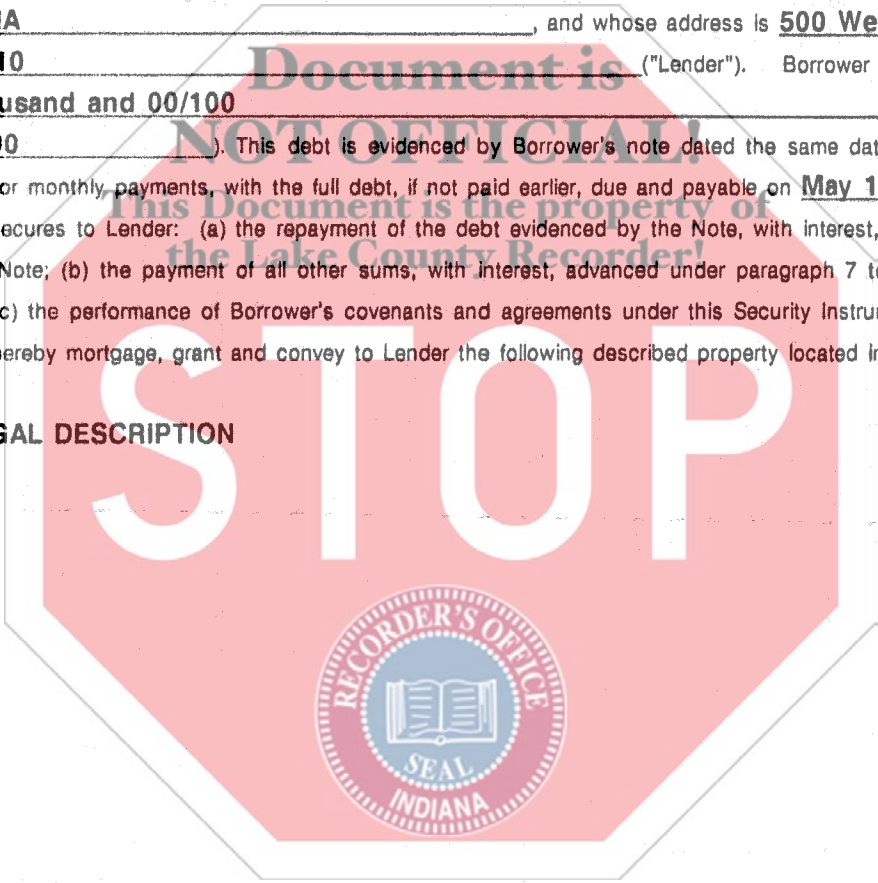 IA , and whose address is 500 We
10 ("Lender"). Borrower
Document is
usand and 00/100
NOT OFFICIAL!
00 ). This debt is evidenced by Borrower's note dated the same dat
or monthly payments, with the full debt, if not paid earlier, due and payable on May 1
This Document is the property of
ecures to Lender: (a) the repayment of the debt evidenced by the Note, with interest,
the Lake County Recorder!
Note; (b) the payment of all other sums, with interest, advanced under paragraph 7 t
c) the performance of Borrower's covenants and agreements under this Security Instru
ereby mortgage, grant and convey to Lender the following described property located in
STOP
GAL DESCRIPTION
RECORDER'S OFFICE
SEAL
INDIANA